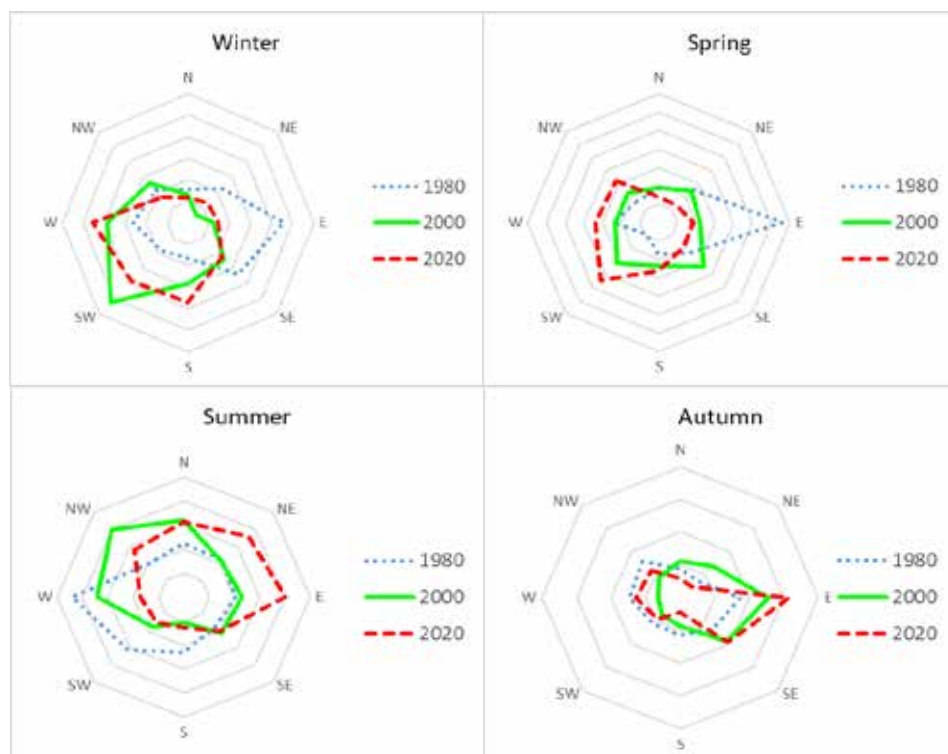 Winter
N
NW
NE
W
E
SW
SE
S
1980
2000
2020
Spring
N
NW
NE
W
E
SW
SE
S
1980
2000
2020
Summer
N
NW
NE
W
E
SW
SE
S
1980
2000
2020
Autumn
N
NW
NE
W
E
SW
SE
S
1980
2000
2020